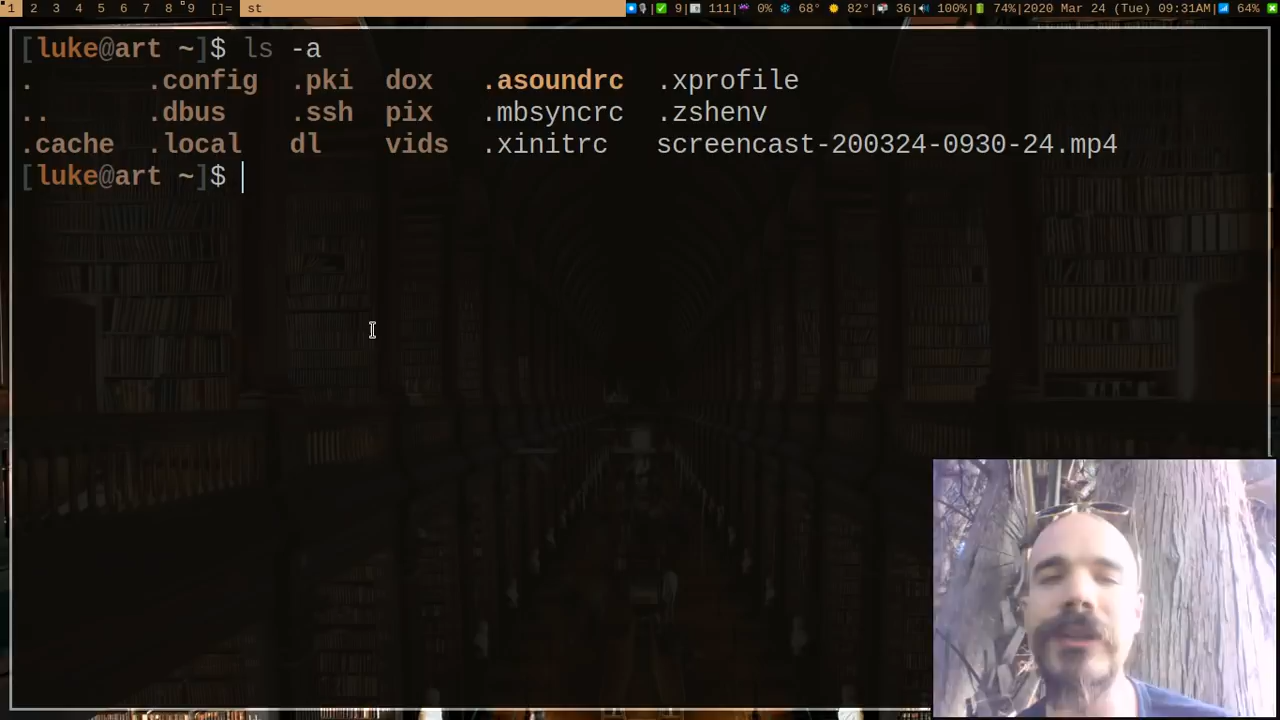 1 2 3 4 5 6 7 8 9 []= st 9| 111| 0% 68° 82°| 36| 100%| 74%|2020 Mar 24 (Tue) 09:31AM| 64%
[luke@art ~]$ ls -a
. .config .pki dox .asoundrc .xprofile
.. .dbus .ssh pix .mbsyncrc .zshenv
.cache .local dl vids .xinitrc screencast-200324-0930-24.mp4
[luke@art ~]$